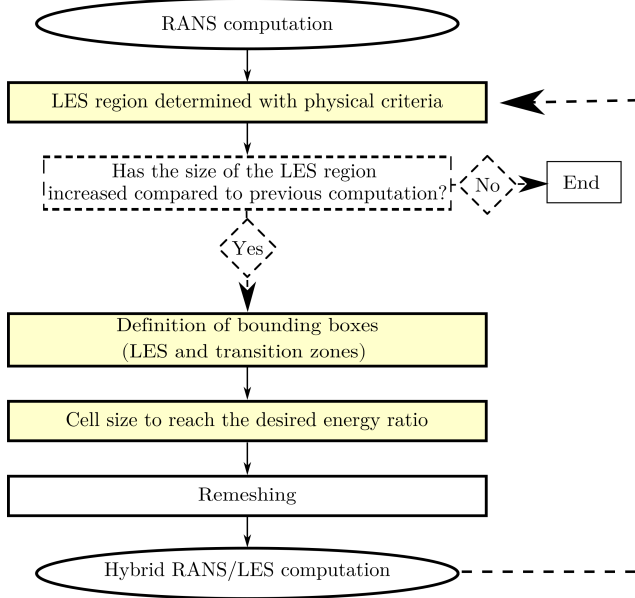 RANS computation
LES region determined with physical criteria
Has the size of the LES region
increased compared to previous computation?
No
End
Yes
Definition of bounding boxes
(LES and transition zones)
Cell size to reach the desired energy ratio
Remeshing
Hybrid RANS/LES computation